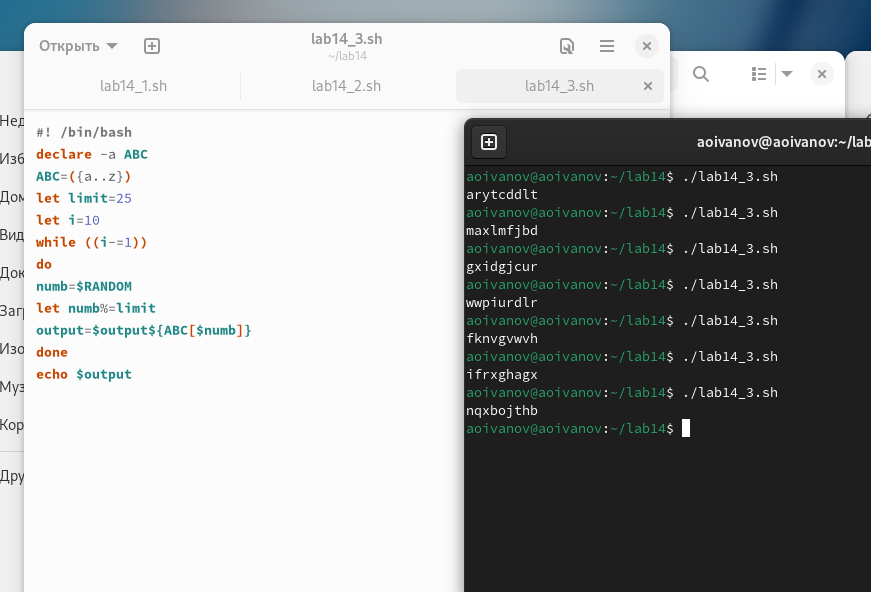 Открыть
lab14_3.sh
~/lab14
lab14_1.sh
lab14_2.sh
lab14_3.sh
#! /bin/bash
declare -a ABC
ABC=({a..z})
let limit=25
let i=10
while ((i-=1))
do
numb=$RANDOM
let numb%=limit
output=$output${ABC[$numb]}
done
echo $output
aoivanov@aoivanov:~/lab
aoivanov@aoivanov:~/lab14$ ./lab14_3.sh
arytcddlt
aoivanov@aoivanov:~/lab14$ ./lab14_3.sh
maxlmfjbd
aoivanov@aoivanov:~/lab14$ ./lab14_3.sh
gxidgjcur
aoivanov@aoivanov:~/lab14$ ./lab14_3.sh
wwpiurdlr
aoivanov@aoivanov:~/lab14$ ./lab14_3.sh
fknvgvwvh
aoivanov@aoivanov:~/lab14$ ./lab14_3.sh
ifrxghagx
aoivanov@aoivanov:~/lab14$ ./lab14_3.sh
nqxbojthb
aoivanov@aoivanov:~/lab14$
Нед
Изб
Дом
Вид
Док
Заг
Изо
Муз
Кор
Дру